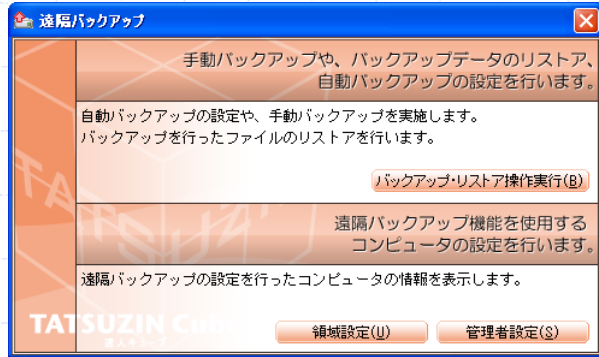 遠隔バックアップ
手動バックアップや、バックアップデータのリストア、
自動バックアップの設定を行います。
自動バックアップの設定や、手動バックアップを実施します。
バックアップを行ったファイルのリストアを行います。
バックアップ・リストア操作実行(B)
遠隔バックアップ機能を使用する
コンピュータの設定を行います。
遠隔バックアップの設定を行ったコンピュータの情報を表示します。
TATSUZIN Cube
達人キューブ
領域設定(U) 管理者設定(S)
TATSUZIN